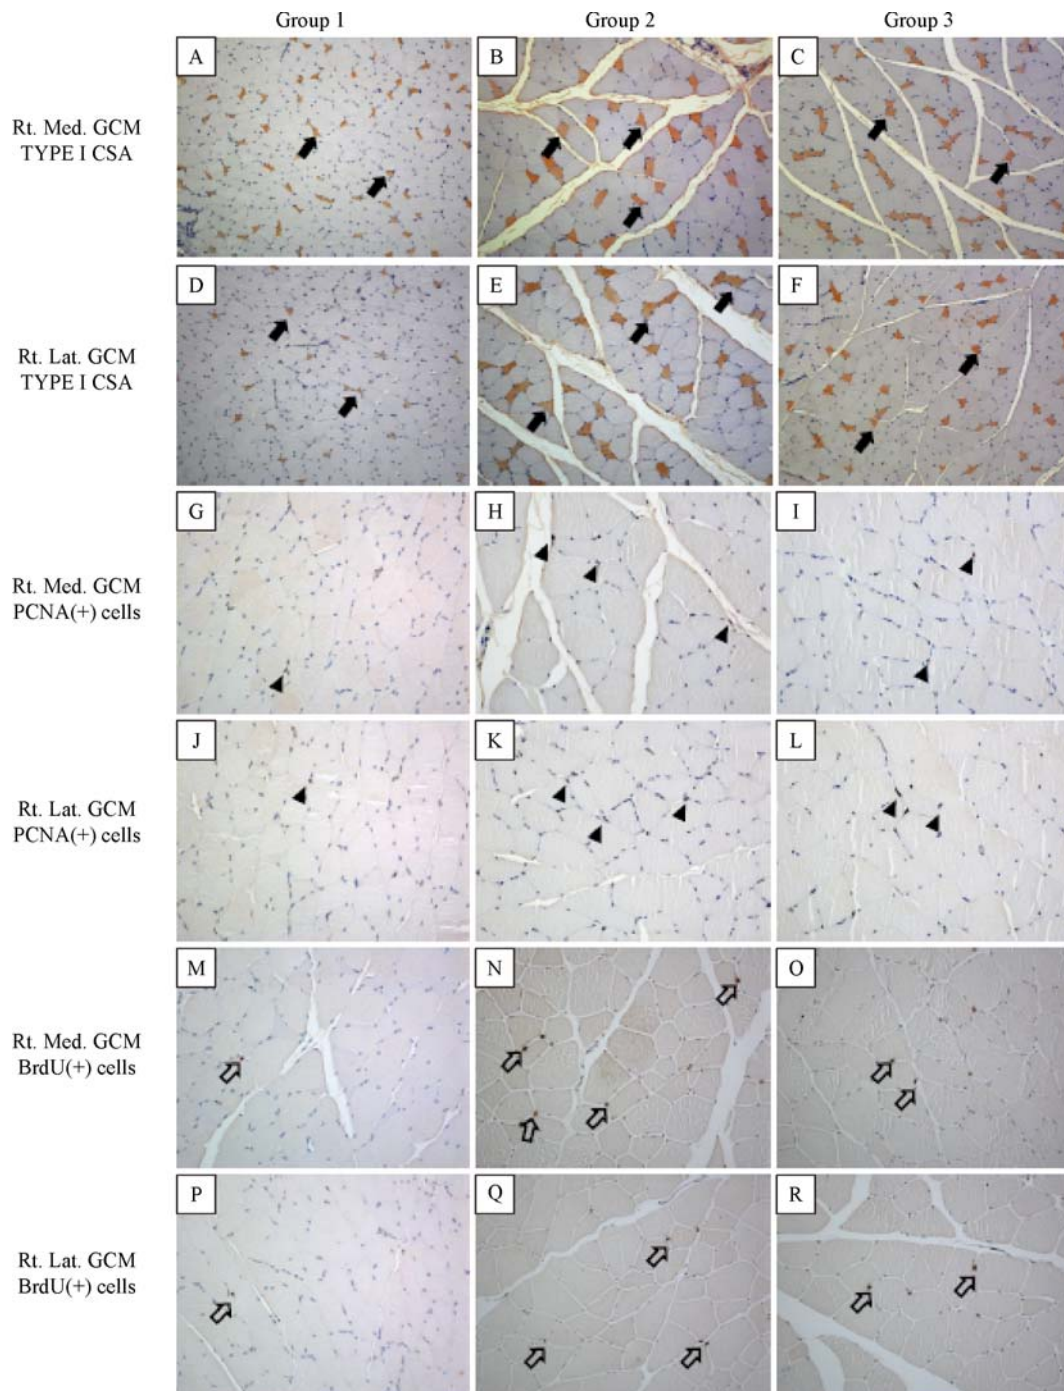 Group 1
Group 2
Group 3
Rt. Med. GCM
TYPE I CSA
A
B
C
Rt. Lat. GCM
TYPE I CSA
D
E
F
Rt. Med. GCM
PCNA(+) cells
G
H
I
Rt. Lat. GCM
PCNA(+) cells
J
K
L
Rt. Med. GCM
BrdU(+) cells
M
N
O
Rt. Lat. GCM
BrdU(+) cells
P
Q
R